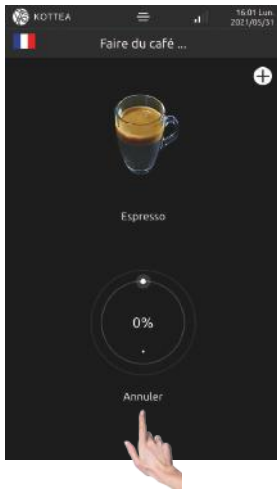 KOTTEA
16:01 Lun.
2021/05/31
Faire du café ...
Espresso
0%
Annuler